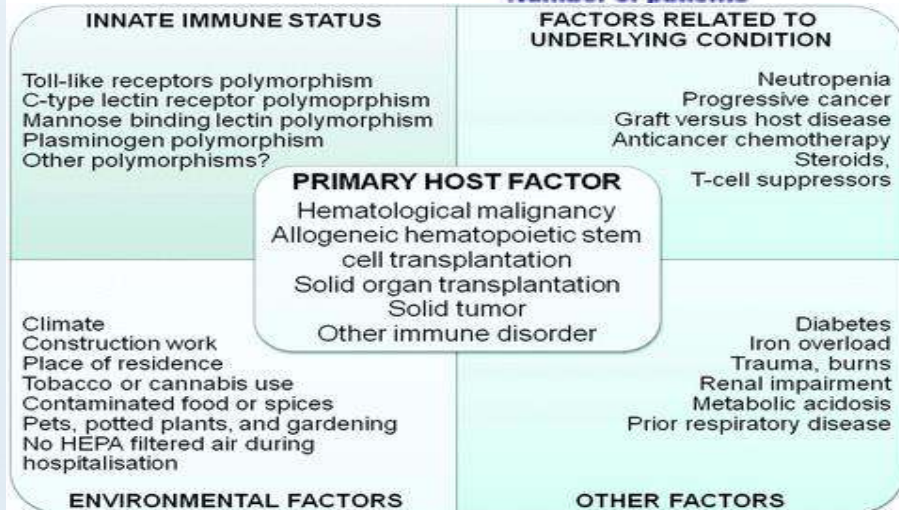 Number of patients
INNATE IMMUNE STATUS
Toll-like receptors polymorphism
C-type lectin receptor polymoprphism
Mannose binding lectin polymorphism
Plasminogen polymorphism
Other polymorphisms?
FACTORS RELATED TO
UNDERLYING CONDITION
Neutropenia
Progressive cancer
Graft versus host disease
Anticancer chemotherapy
Steroids,
T-cell suppressors
PRIMARY HOST FACTOR
Hematological malignancy
Allogeneic hematopoietic stem
cell transplantation
Solid organ transplantation
Solid tumor
Other immune disorder
Climate
Construction work
Place of residence
Tobacco or cannabis use
Contaminated food or spices
Pets, potted plants, and gardening
No HEPA filtered air during
hospitalisation
ENVIRONMENTAL FACTORS
Diabetes
Iron overload
Trauma, burns
Renal impairment
Metabolic acidosis
Prior respiratory disease
OTHER FACTORS